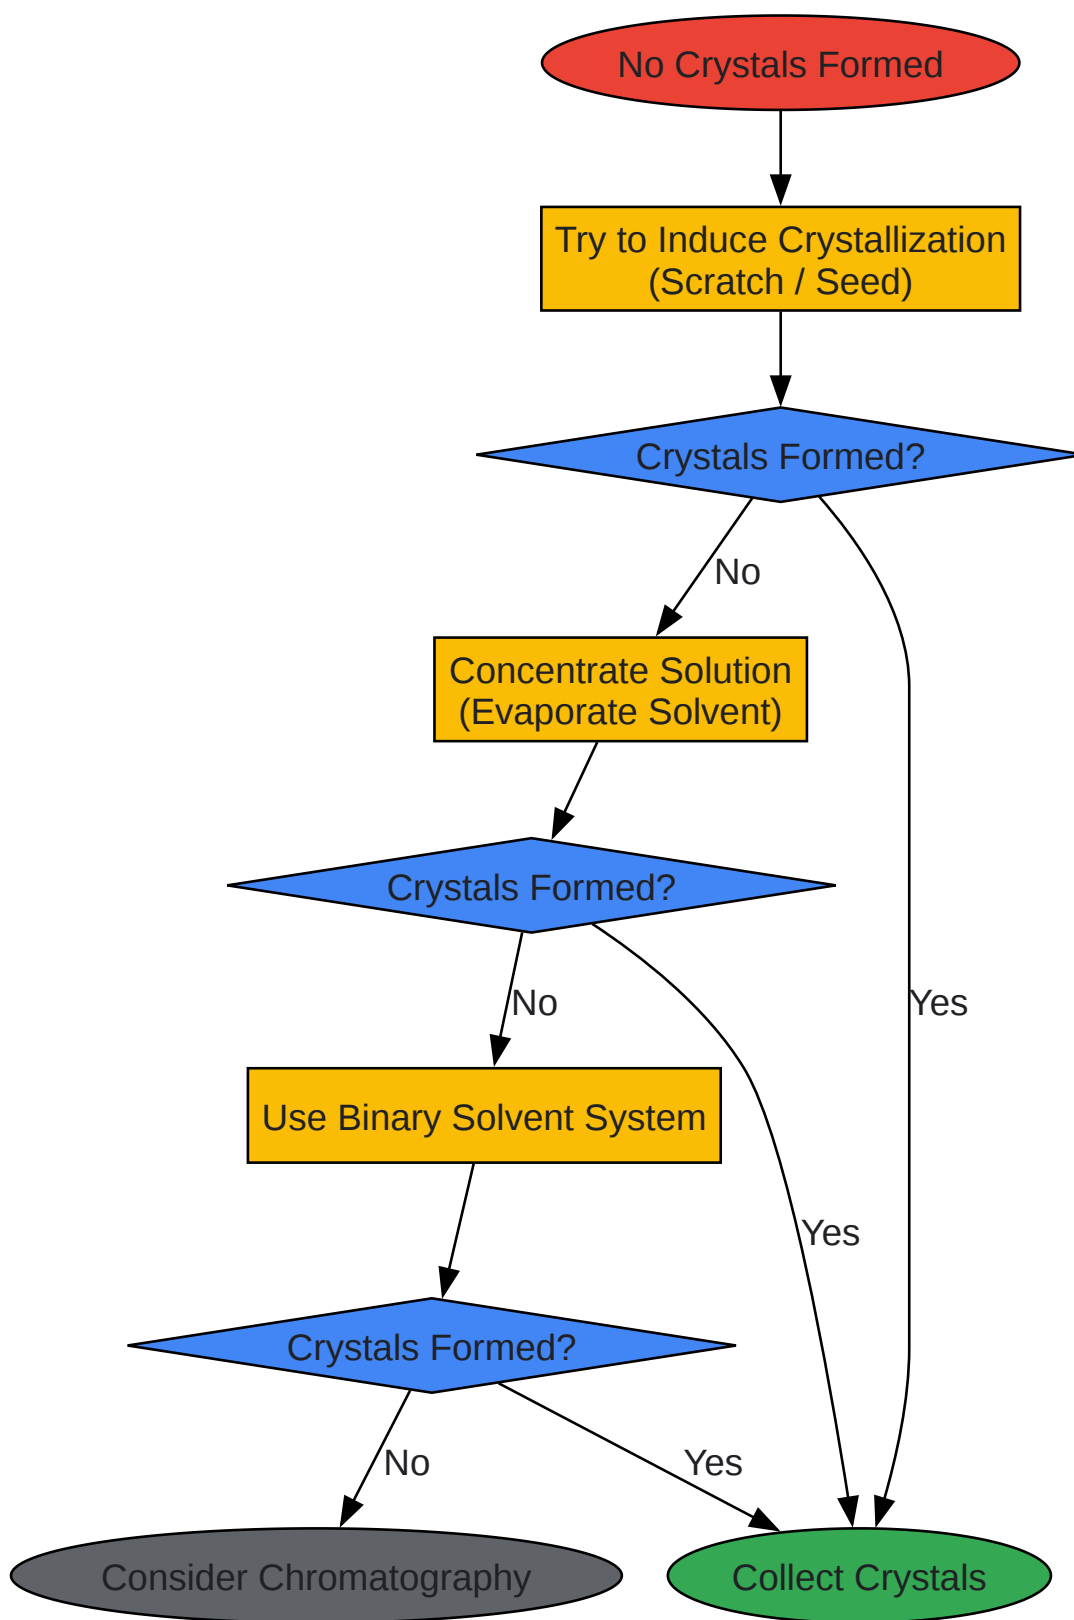 No Crystals Formed
Try to Induce Crystallization
(Scratch / Seed)
Crystals Formed?
No
Concentrate Solution
(Evaporate Solvent)
Crystals Formed?
No
Yes
Use Binary Solvent System
Yes
Crystals Formed?
No
Yes
Consider Chromatography
Collect Crystals